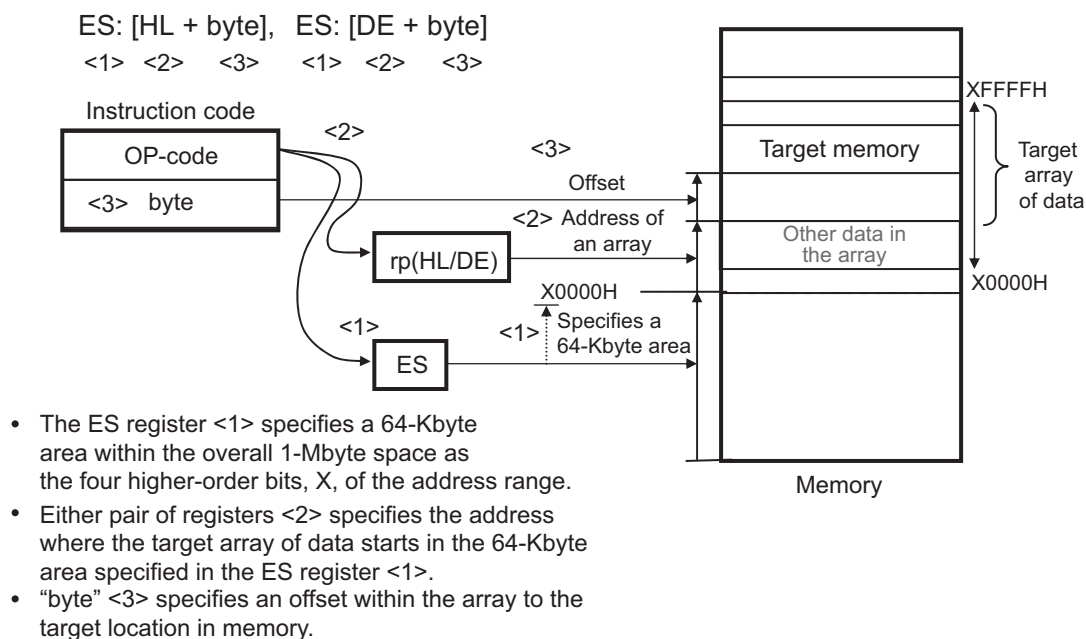 ES: [HL + byte], ES: [DE + byte]
<1> <2> <3> <1> <2> <3>
Instruction code
OP-code
<3> byte
<2>
<3>
Offset
<2> Address of
an array
rp(HL/DE)
X0000H
<1>
<1> Specifies a
64-Kbyte area
ES
XFFFFH
Target memory
Target
array
of data
Other data in
the array
X0000H
Memory
• The ES register <1> specifies a 64-Kbyte
area within the overall 1-Mbyte space as
the four higher-order bits, X, of the address range.
• Either pair of registers <2> specifies the address
where the target array of data starts in the 64-Kbyte
area specified in the ES register <1>.
• “byte” <3> specifies an offset within the array to the
target location in memory.